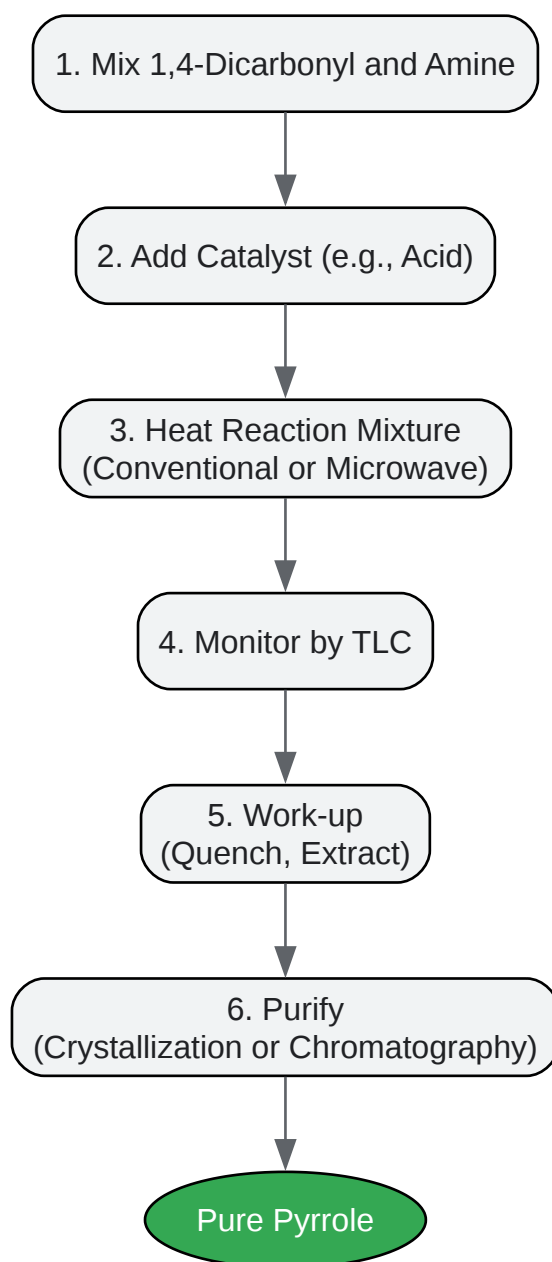 1. Mix 1,4-Dicarbonyl and Amine
2. Add Catalyst (e.g., Acid)
3. Heat Reaction Mixture
(Conventional or Microwave)
4. Monitor by TLC
5. Work-up
(Quench, Extract)
6. Purify
(Crystallization or Chromatography)
Pure Pyrrole